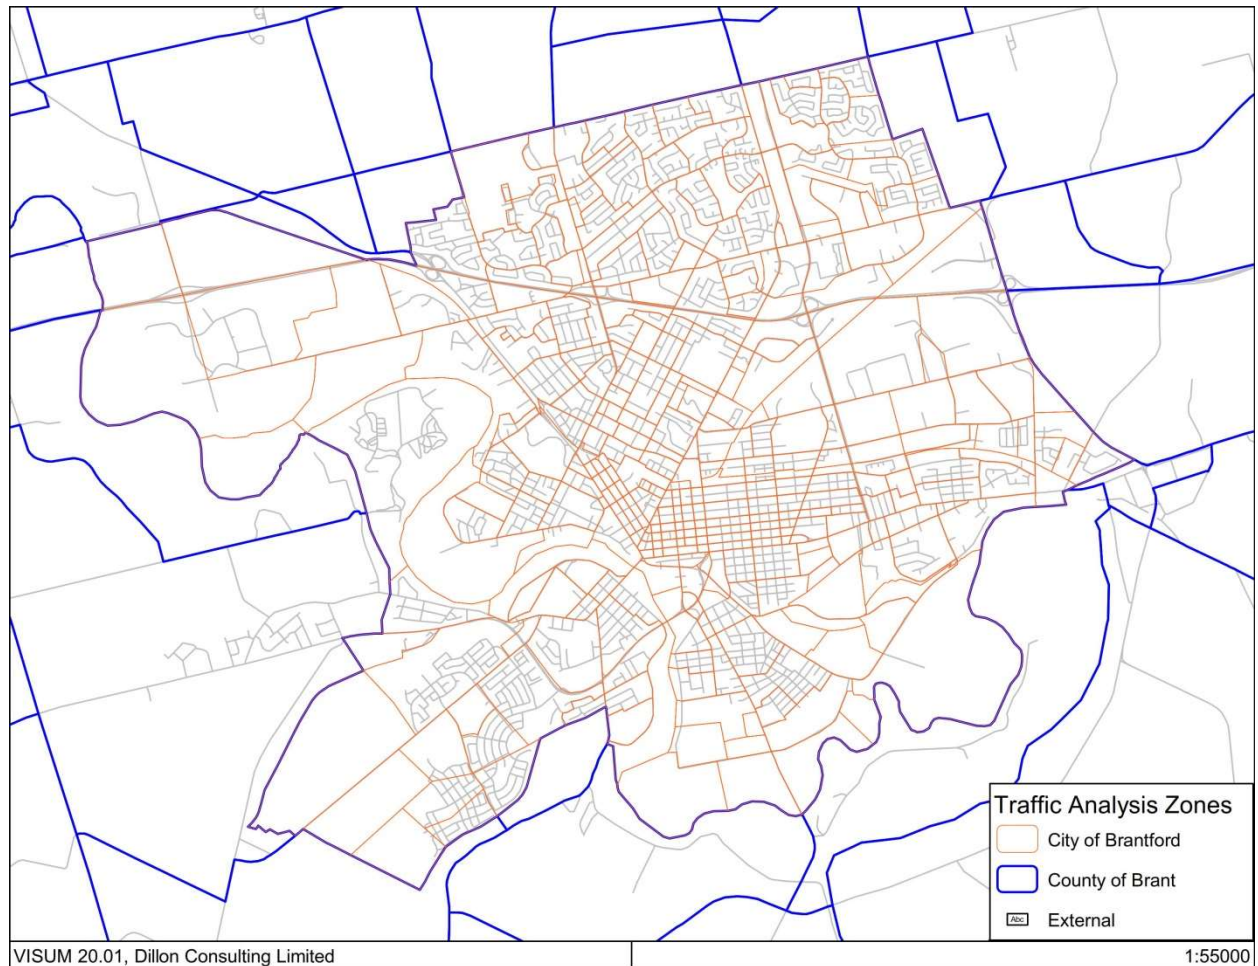 Traffic Analysis Zones
City of Brantford
County of Brant
Abc External
VISUM 20.01, Dillon Consulting Limited
1:55000